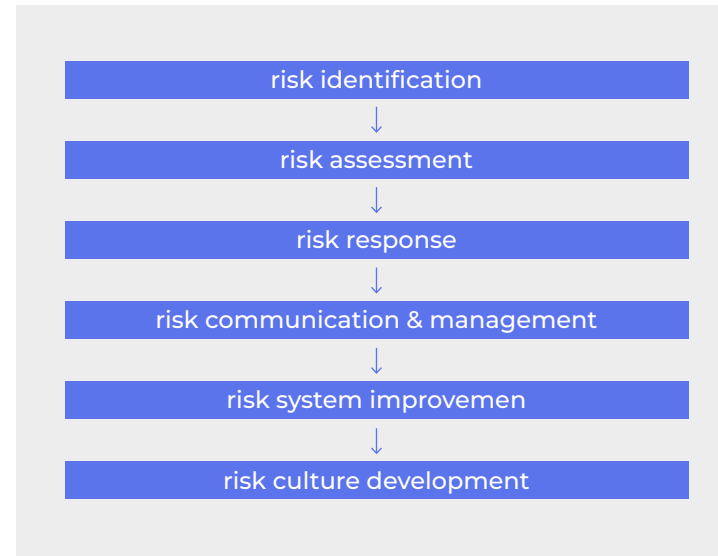 risk identification
risk assessment
risk response
risk communication & management
risk system improvemen
risk culture development